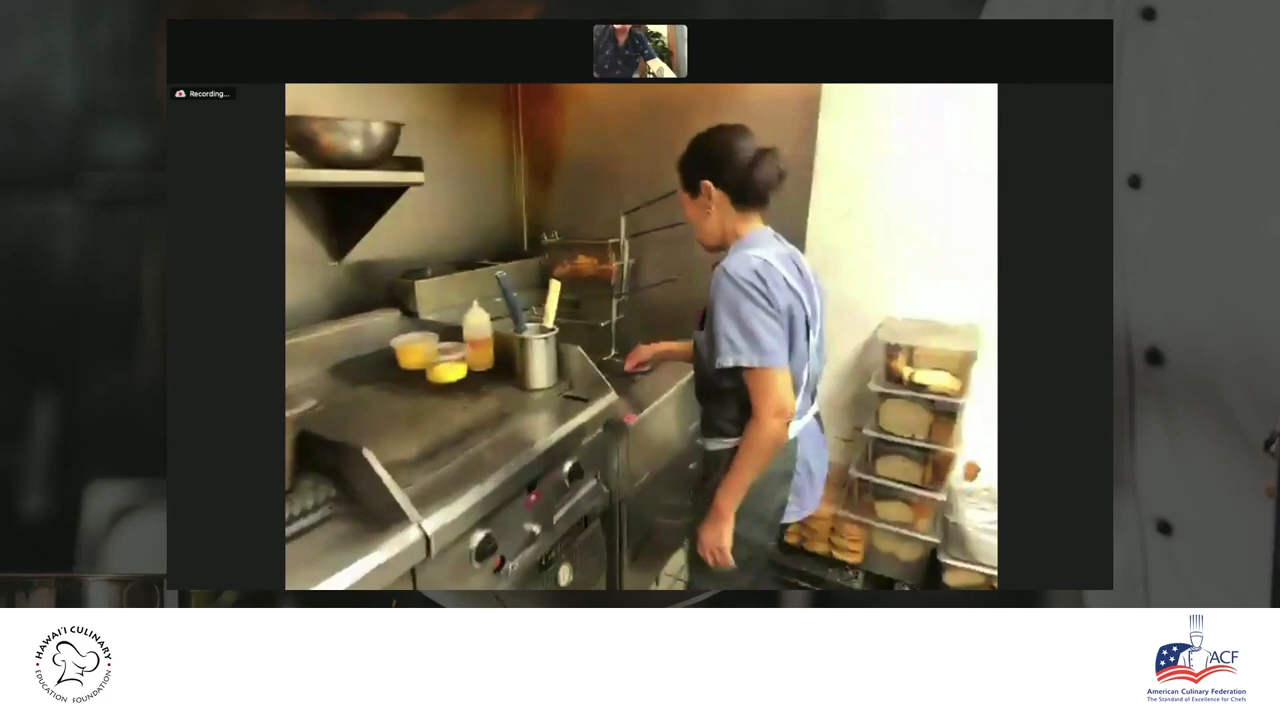 Recording...
HAWAI'I CULINARY
EDUCATION FOUNDATION
ACF
American Culinary Federation
The Standard of Excellence for Chefs